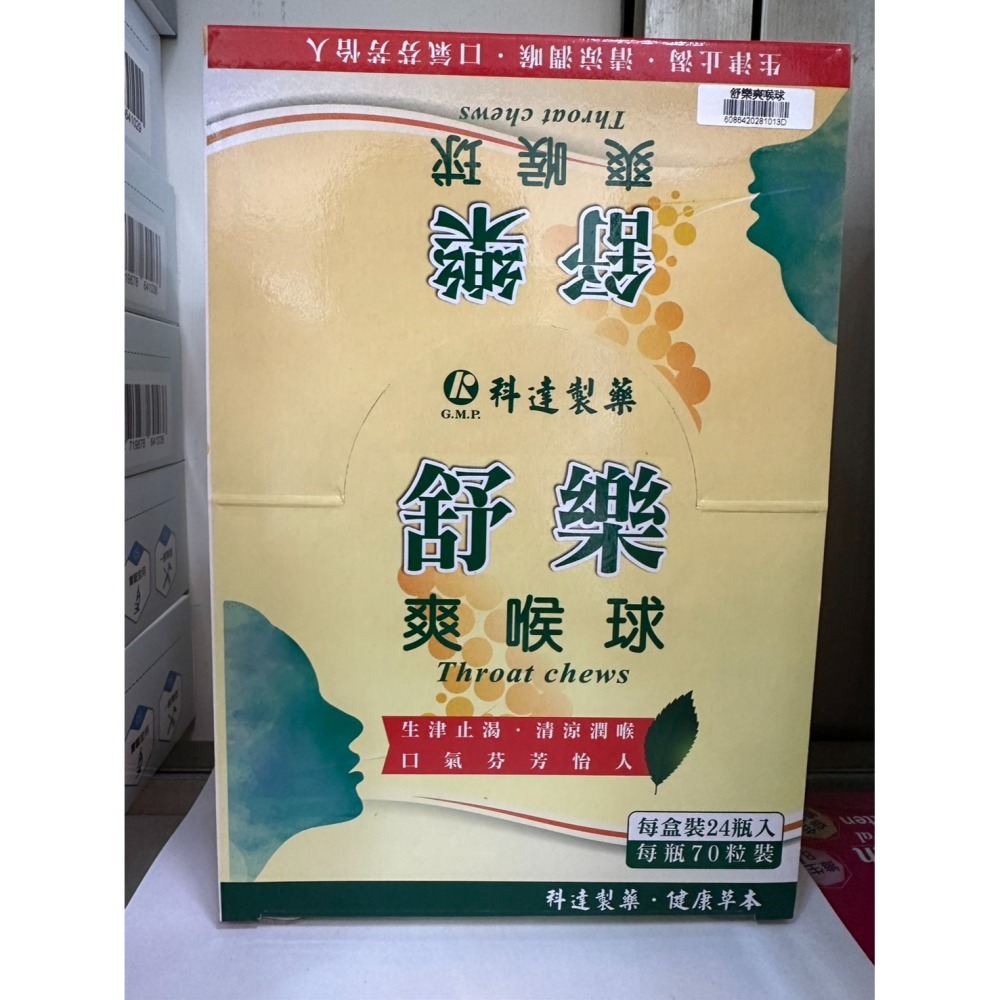 生津止渴・清涼潤喉・口氣芬芳怡人
舒樂爽喉球
6086420281013D
Throat chews
爽喉球
舒樂
科達製藥
G.M.P.
舒樂
爽喉球
Throat chews
生津止渴・清涼潤喉
口氣芬芳怡人
每盒裝24瓶入
每瓶70粒裝
科達製藥・健康草本
719878 641035